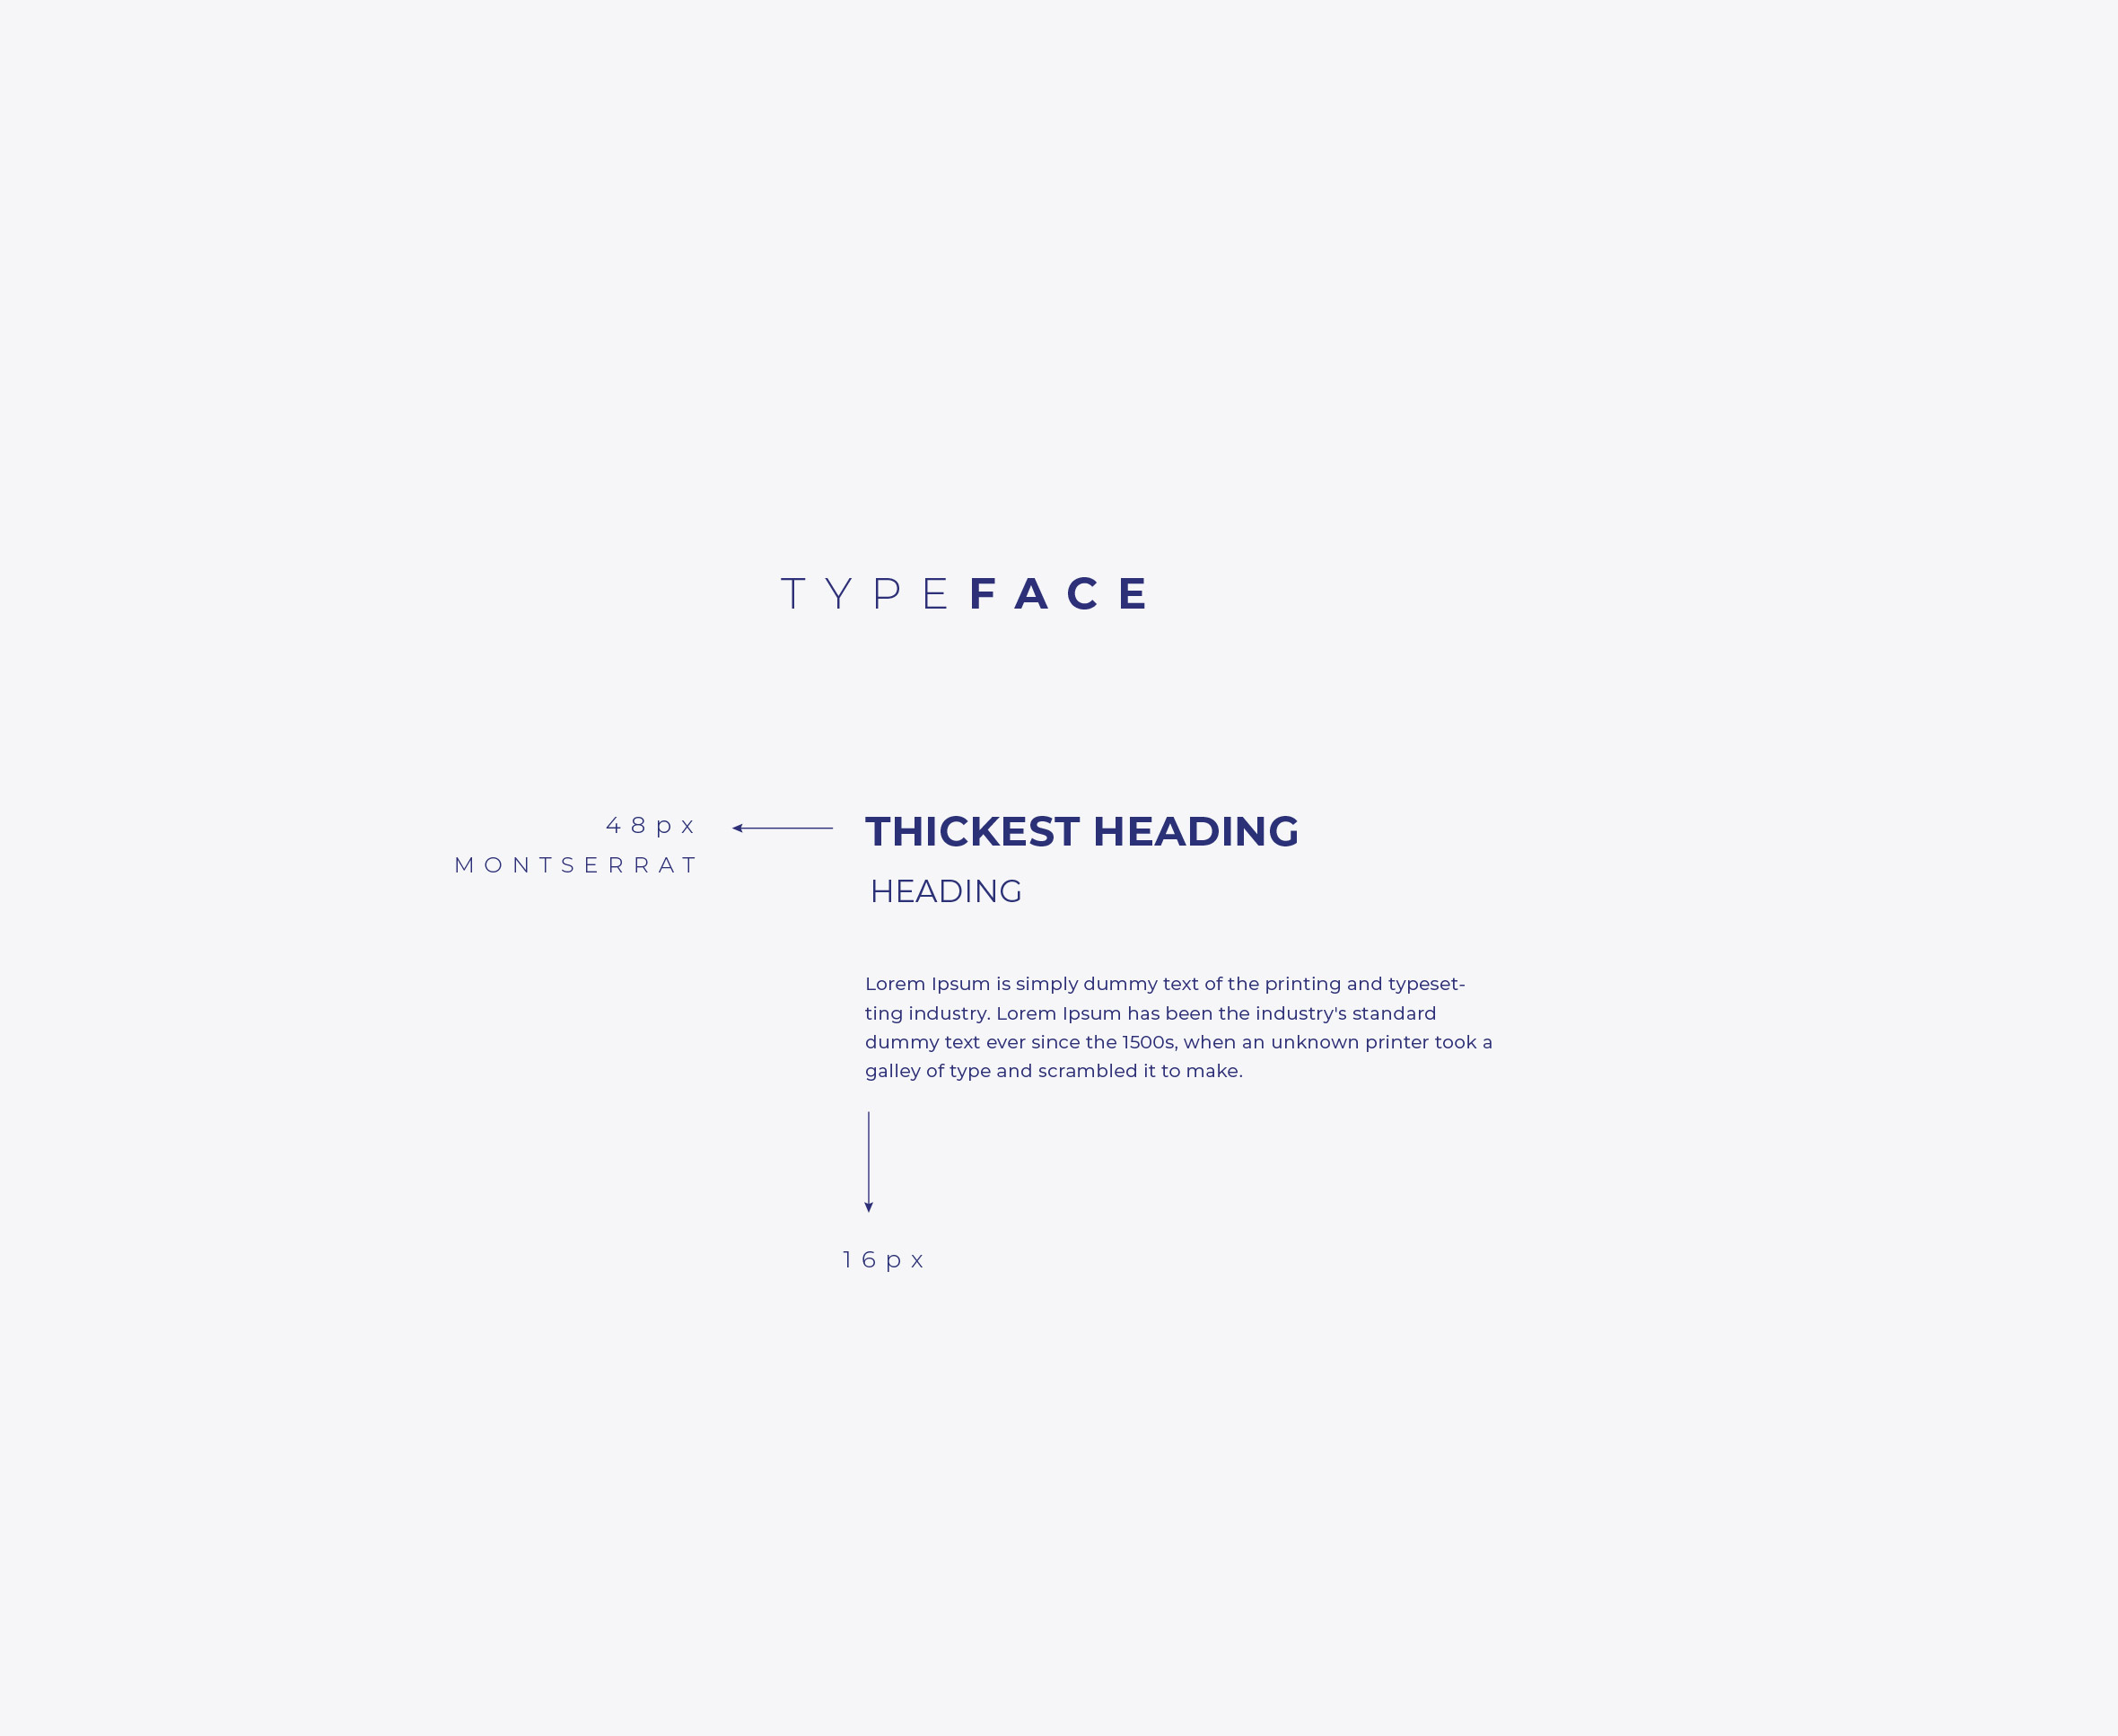 TYPEFACE
48px
MONTSERRAT
THICKEST HEADING
HEADING
Lorem Ipsum is simply dummy text of the printing and typeset-
ting industry. Lorem Ipsum has been the industry's standard
dummy text ever since the 1500s, when an unknown printer took a
galley of type and scrambled it to make.
16px